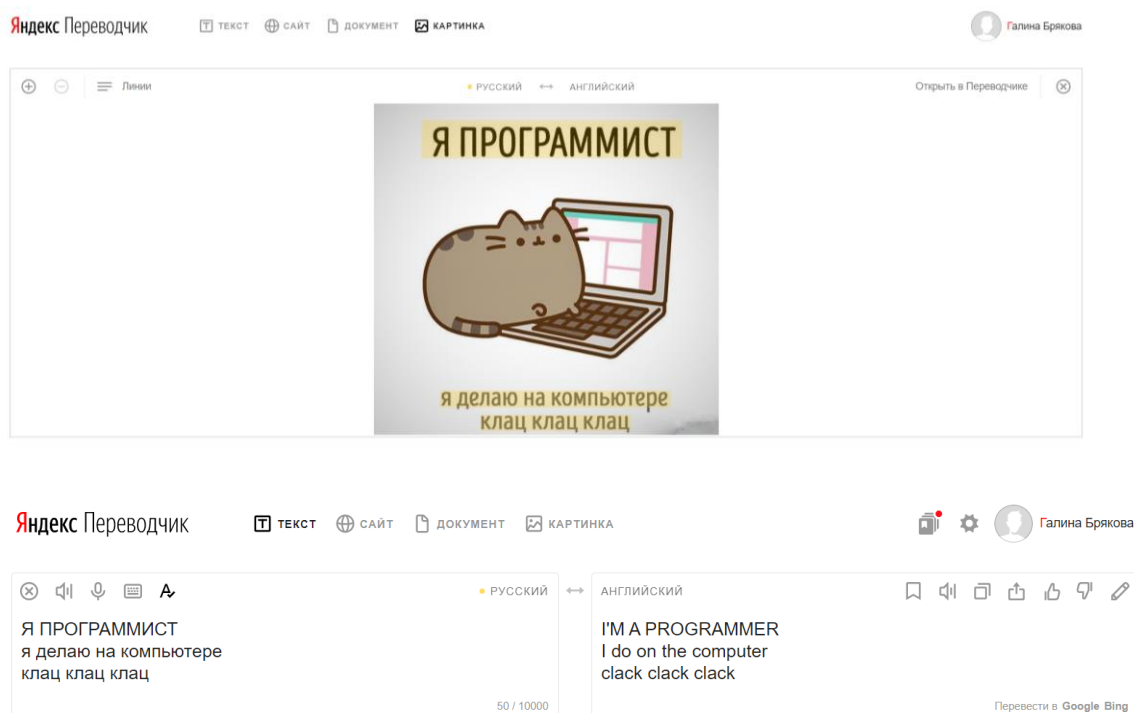 Яндекс Переводчик ТЕКСТ САЙТ ДОКУМЕНТ КАРТИНКА Галина Брякова
Линии РУССКИЙ АНГЛИЙСКИЙ Открыть в Переводчике
Я ПРОГРАММИСТ
я делаю на компьютере
клац клац клац
Яндекс Переводчик ТЕКСТ САЙТ ДОКУМЕНТ КАРТИНКА Галина Брякова
РУССКИЙ АНГЛИЙСКИЙ
Я ПРОГРАММИСТ
я делаю на компьютере
клац клац клац
50 / 10000
I'M A PROGRAMMER
I do on the computer
clack clack clack
Перевести в Google Bing